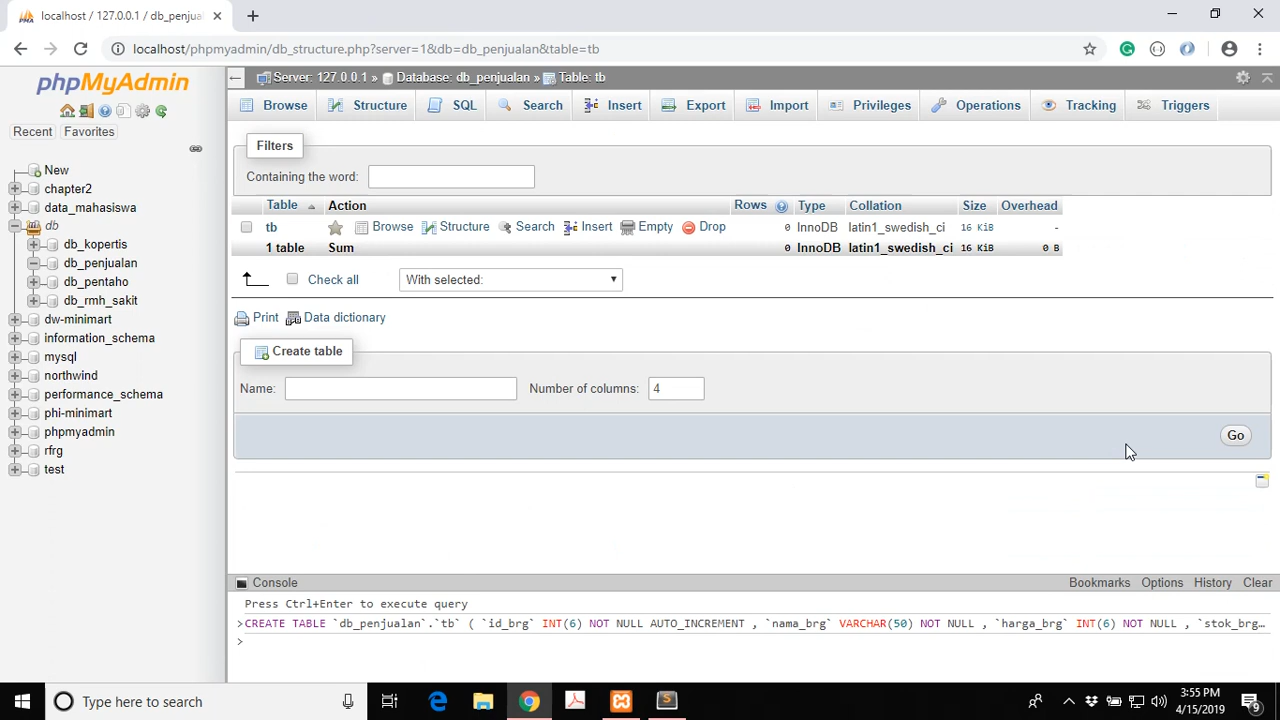 localhost / 127.0.0.1 / db_penjua
localhost/phpmyadmin/db_structure.php?server=1&db=db_penjualan&table=tb
phpMyAdmin
Server: 127.0.0.1 » Database: db_penjualan » Table: tb
Browse Structure SQL Search Insert Export Import Privileges Operations Tracking Triggers
Recent Favorites
New
chapter2
data_mahasiswa
db
db_kopertis
db_penjualan
db_pentaho
db_rmh_sakit
dw-minimart
information_schema
mysql
northwind
performance_schema
phi-minimart
phpmyadmin
rfrg
test
Filters
Containing the word:
Table Action Rows Type Collation Size Overhead
tb Browse Structure Search Insert Empty Drop 0 InnoDB latin1_swedish_ci 16 KiB -
1 table Sum 0 InnoDB latin1_swedish_ci 16 KiB 0 B
Check all With selected:
Print Data dictionary
Create table
Name: Number of columns: 4
Go
Console Bookmarks Options History Clear
Press Ctrl+Enter to execute query
>CREATE TABLE `db_penjualan`.`tb` ( `id_brg` INT(6) NOT NULL AUTO_INCREMENT , `nama_brg` VARCHAR(50) NOT NULL , `harga_brg` INT(6) NOT NULL , `stok_brg…
>
Type here to search
3:55 PM
4/15/2019
9